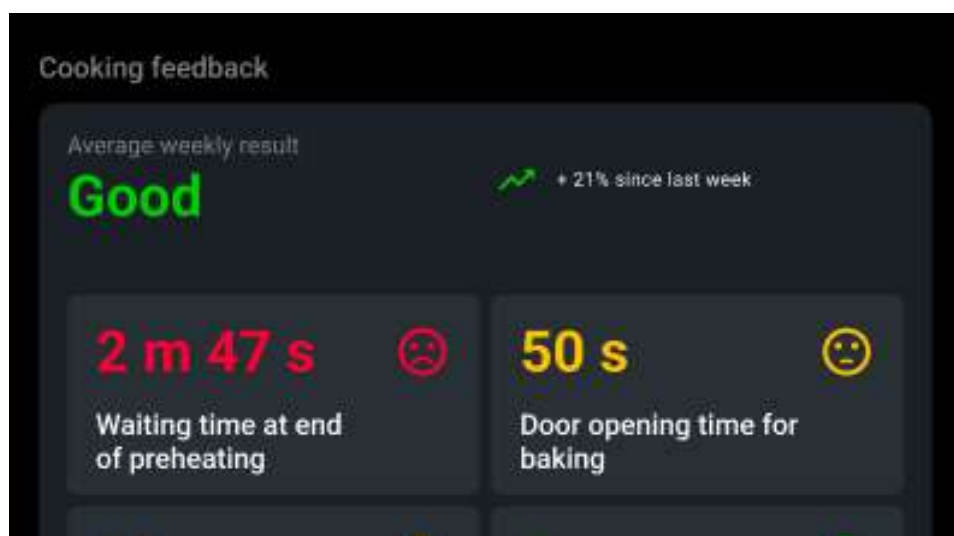 Cooking feedback
Average weekly result
Good
+ 21% since last week
2 m 47 s
Waiting time at end
of preheating
50 s
Door opening time for
baking